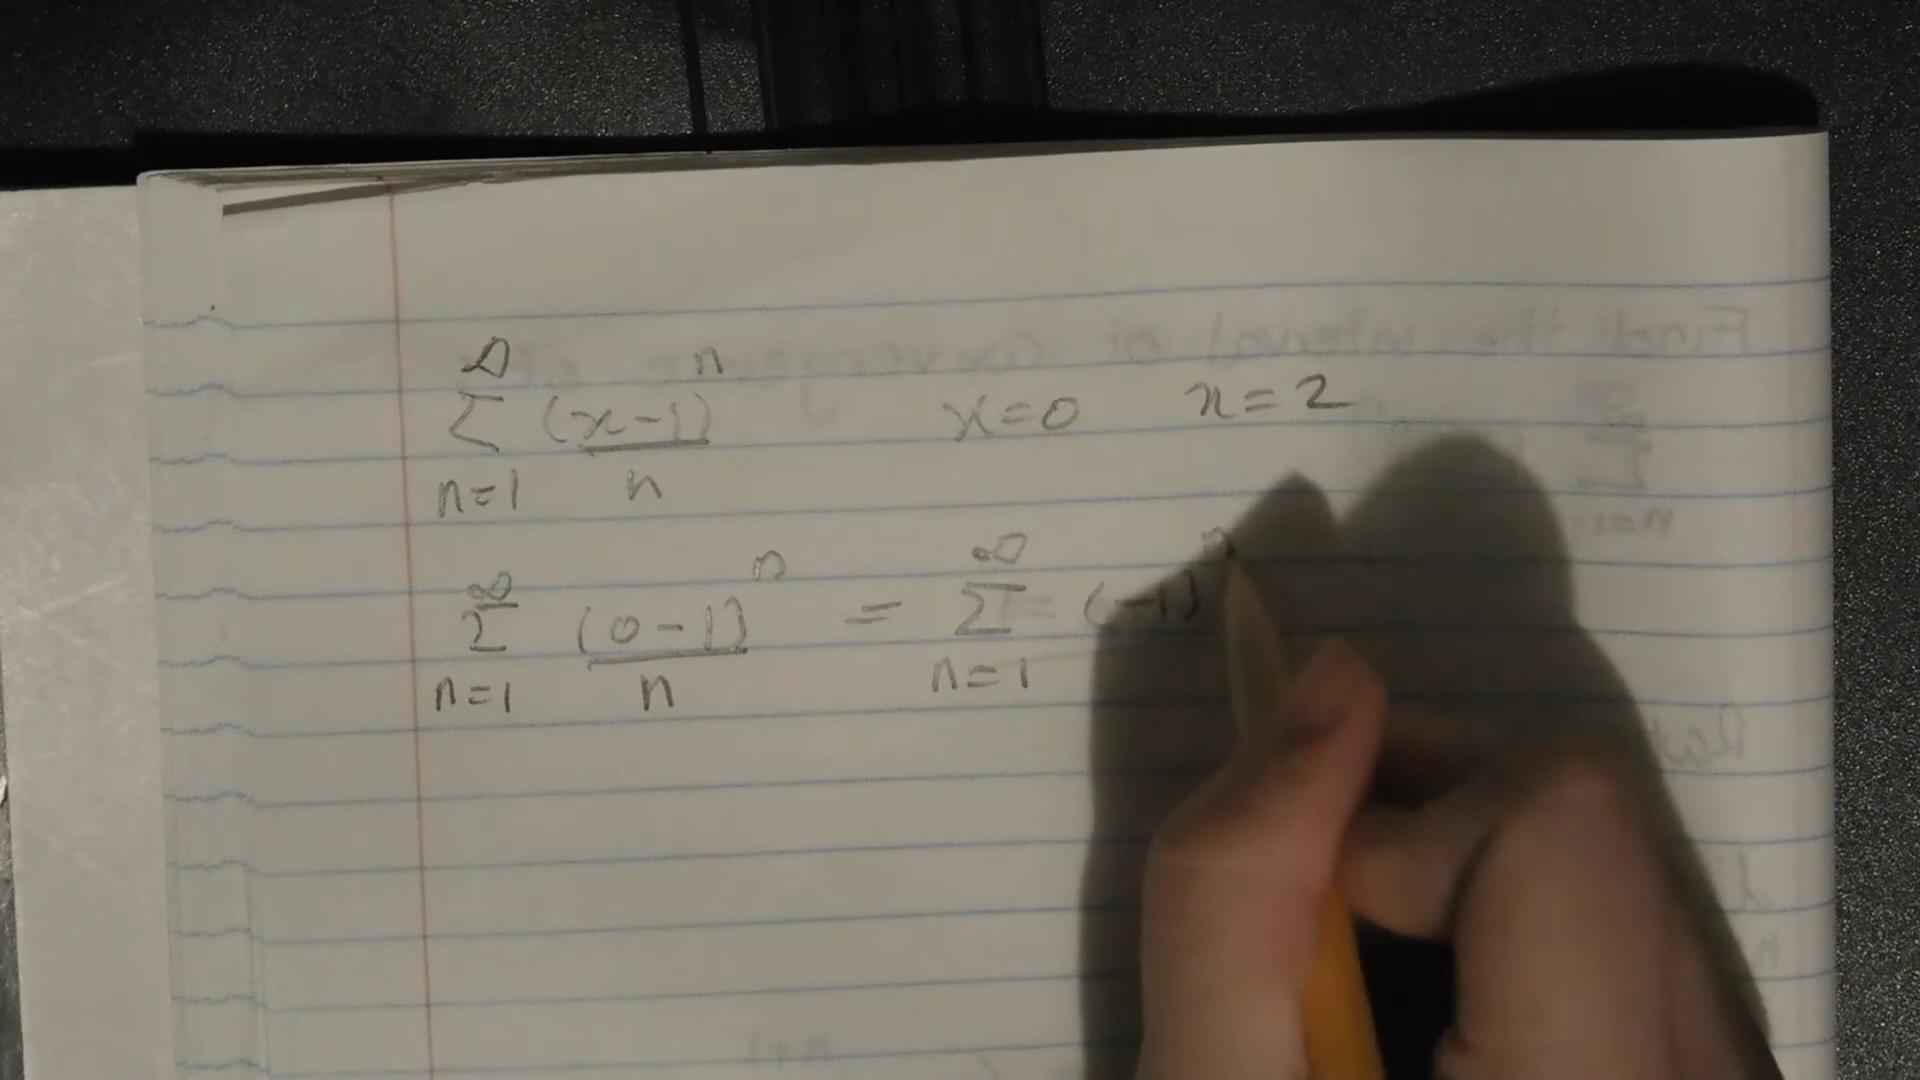 ∞ n
Σ (x-1) x=0 x=2
n=1 n
∞ n ∞ n
Σ (0-1) = Σ (-1)
n=1 n n=1